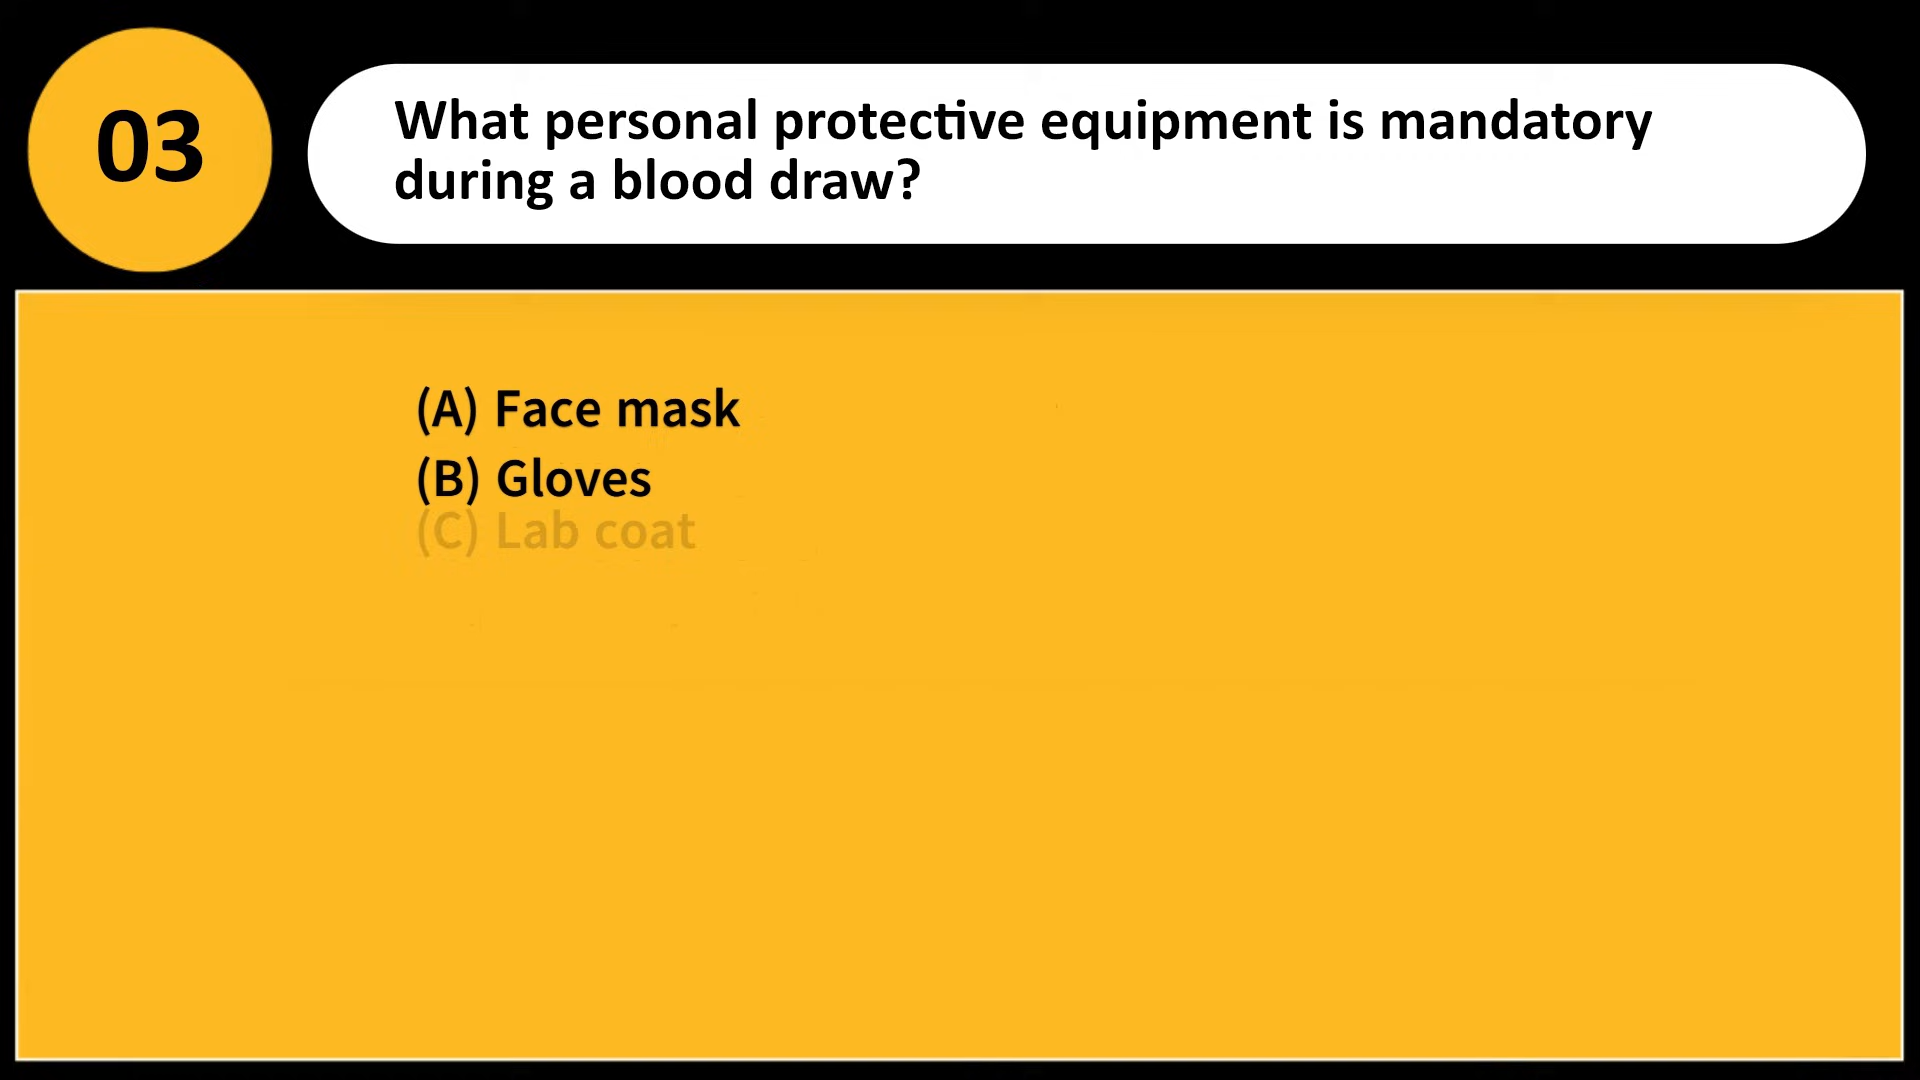 03
What personal protective equipment is mandatory
during a blood draw?
(A) Face mask
(B) Gloves
(C) Lab coat